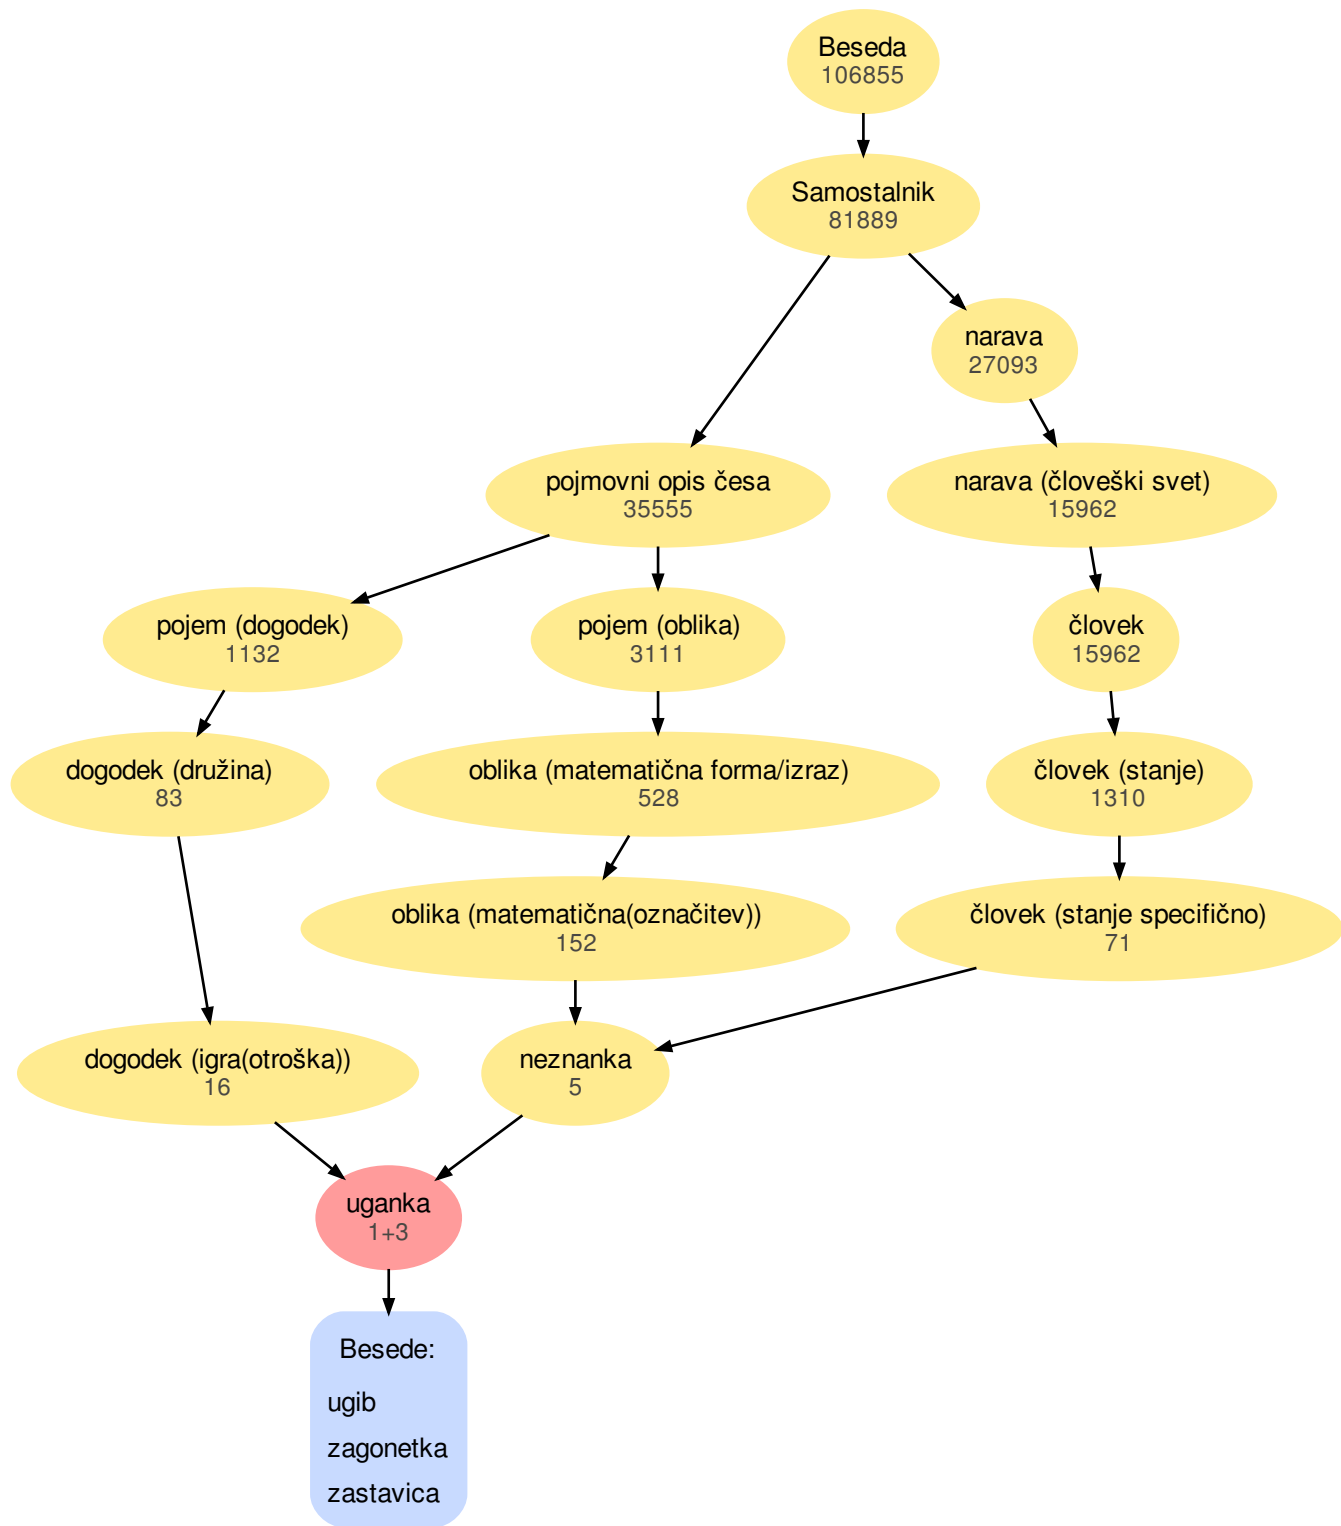 Beseda
106855
Samostalnik
81889
narava
27093
pojmovni opis česa
35555
narava (človeški svet)
15962
pojem (dogodek)
1132
pojem (oblika)
3111
človek
15962
dogodek (družina)
83
oblika (matematična forma/izraz)
528
človek (stanje)
1310
oblika (matematična(označitev))
152
človek (stanje specifično)
71
dogodek (igra(otroška))
16
neznanka
5
uganka
1+3
Besede:
ugib
zagonetka
zastavica